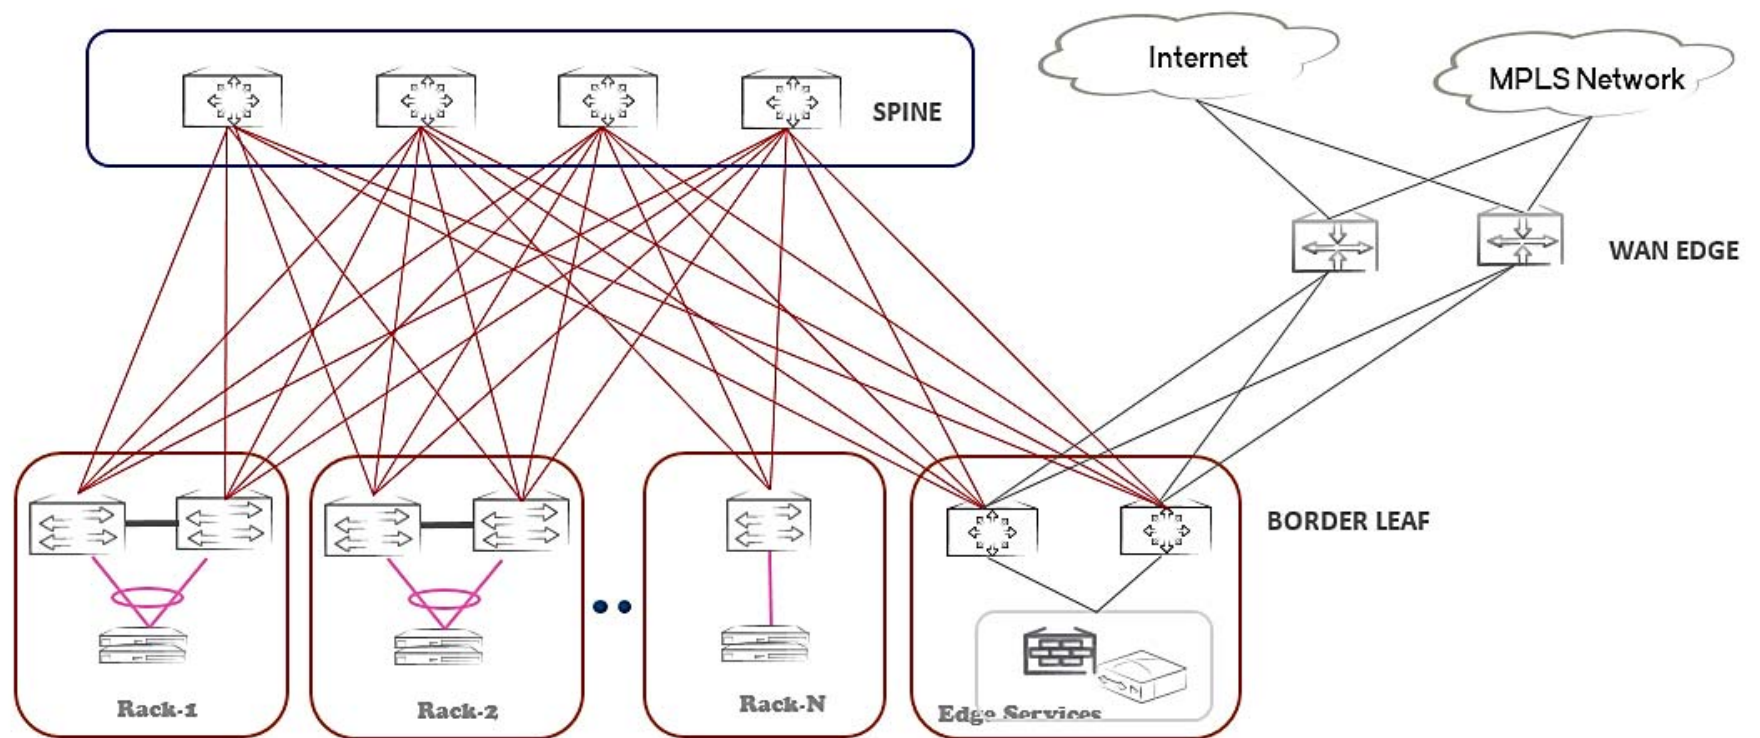 Internet
MPLS Network
SPINE
WAN EDGE
BORDER LEAF
Rack-1
Rack-2
Rack-N
Edge Services